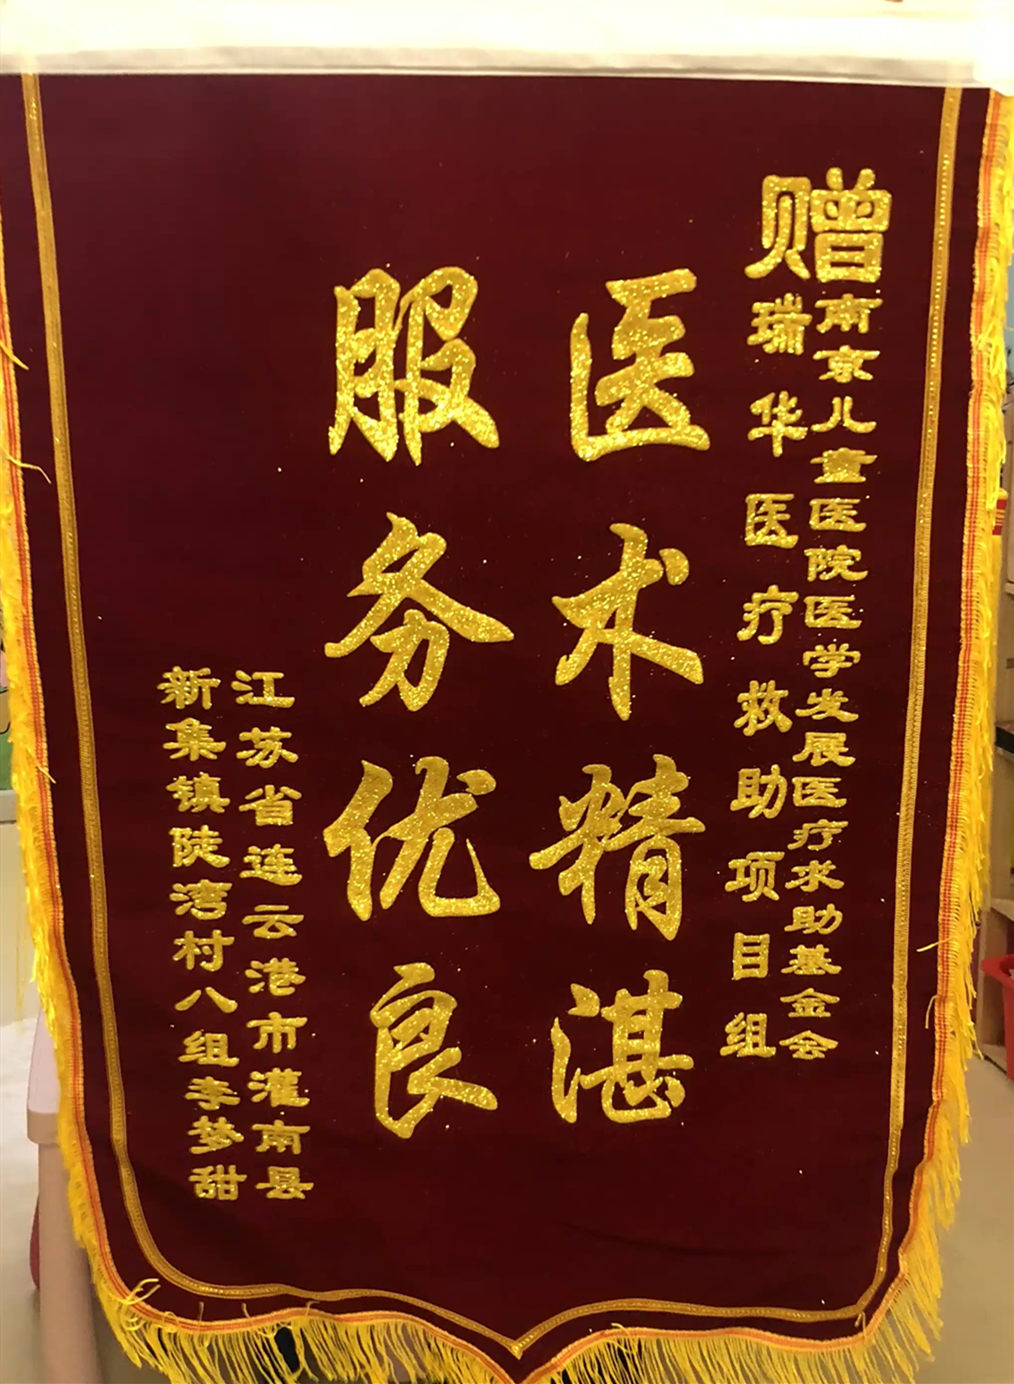 赠南京儿童医院医学发展医疗求助基金会
瑞华医疗救助项目组
医术精湛
服务优良
江苏省连云港市灌南县
新集镇陡湾村八组李梦甜